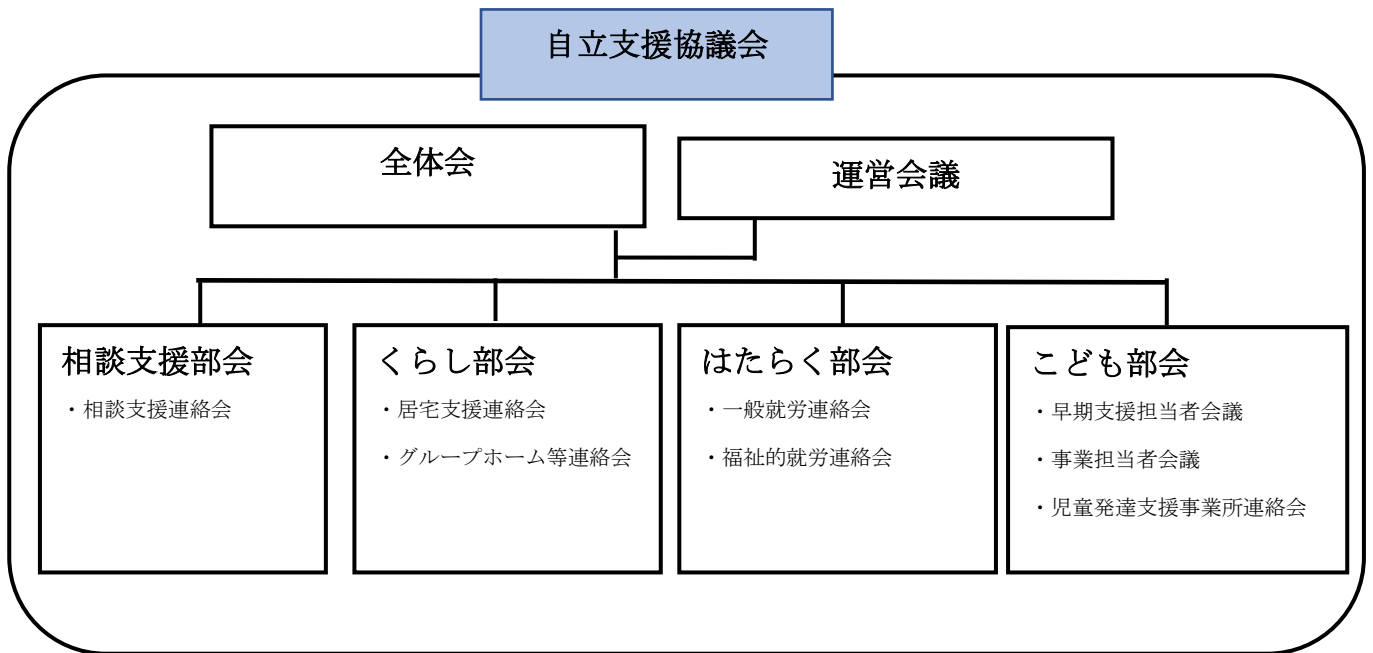 自立支援協議会
全体会
運営会議
相談支援部会
・相談支援連絡会
くらし部会
・居宅支援連絡会
・グループホーム等連絡会
はたらく部会
・一般就労連絡会
・福祉的就労連絡会
こども部会
・早期支援担当者会議
・事業担当者会議
・児童発達支援事業所連絡会